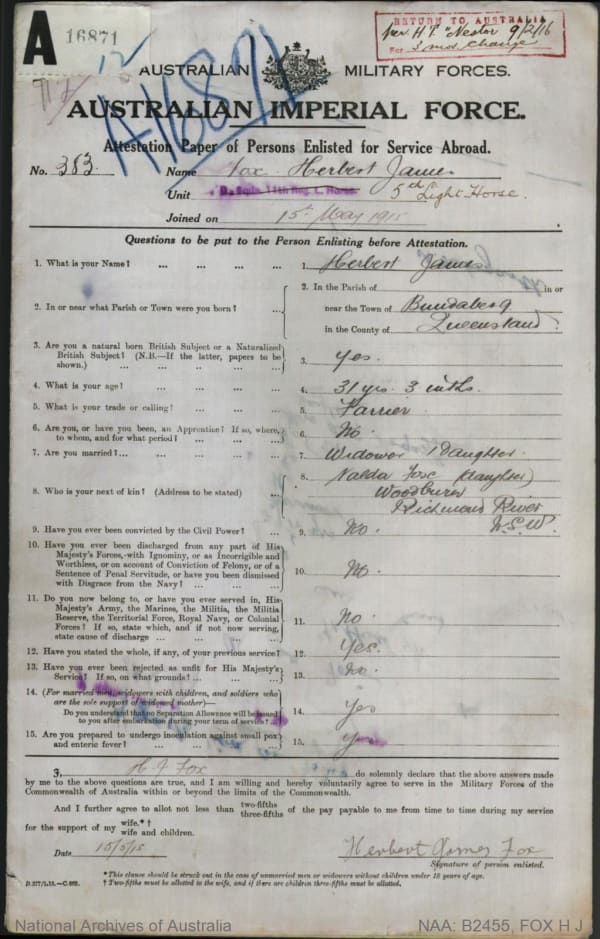 A 16871
12
A16871
RETURN TO AUSTRALIA
per H.T. "Nestor" 9/2/16
For 3 mos. change
AUSTRALIAN MILITARY FORCES.
AUSTRALIAN IMPERIAL FORCE.
Attestation Paper of Persons Enlisted for Service Abroad.
No. 383. Name Fox Herbert James
Unit 5th Light Horse.
Joined on 15th May 1915
Questions to be put to the Person Enlisting before Attestation.
1. What is your Name? ... ... ... ... 1. Herbert James
2. In or near what Parish or Town were you born? ... 2. In the Parish of in or
near the Town of Bundaberg
in the County of Queensland.
3. Are you a natural born British Subject or a Naturalized
British Subject? (N.B.—If the latter, papers to be
shown.) ... ... ... ... 3. Yes.
4. What is your age? ... ... ... ... 4. 31 yrs. 3 mths.
5. What is your trade or calling? ... ... ... 5. Farrier.
6. Are you, or have you been, an Apprentice? If so, where,
to whom, and for what period? ... ... ... 6. No.
7. Are you married?... ... ... ... ... 7. Widower 1 Daughter.
8. Who is your next of kin? (Address to be stated) ... 8. Nalda Fox (daughter)
Woodburn
Richmond River
N.S.W.
9. Have you ever been convicted by the Civil Power? ... 9. No.
10. Have you ever been discharged from any part of His
Majesty's Forces, with Ignominy, or as Incorrigible and
Worthless, or on account of Conviction of Felony, or of a
Sentence of Penal Servitude, or have you been dismissed
with Disgrace from the Navy? ... ... ... 10. No.
11. Do you now belong to, or have you ever served in, His
Majesty's Army, the Marines, the Militia, the Militia
Reserve, the Territorial Force, Royal Navy, or Colonial
Forces? If so, state which, and if not now serving,
state cause of discharge ... ... ... ... 11. No.
12. Have you stated the whole, if any, of your previous service? 12. Yes.
13. Have you ever been rejected as unfit for His Majesty's
Service? If so, on what grounds? ... ... ... 13. No.
14. (For married men, widowers with children, and soldiers who
are the sole support of widowed mother)—
Do you understand that no Separation Allowance will be issued
to you after embarkation during your term of service? ... 14. Yes
15. Are you prepared to undergo inoculation against small pox
and enteric fever? ... ... ... ... 15. yes
I, H. J. Fox do solemnly declare that the above answers made
by me to the above questions are true, and I am willing and hereby voluntarily agree to serve in the Military Forces of the
Commonwealth of Australia within or beyond the limits of the Commonwealth.
And I further agree to allot not less than two-fifths three-fifths of the pay payable to me from time to time during my service
for the support of my wife.*† wife and children.
Date 15/5/15 Herbert James Fox
Signature of person enlisted.
* This clause should be struck out in the case of unmarried men or widowers without children under 18 years of age.
† Two-fifths must be allotted to the wife, and if there are children three-fifths must be allotted.
National Archives of Australia NAA: B2455, FOX H J